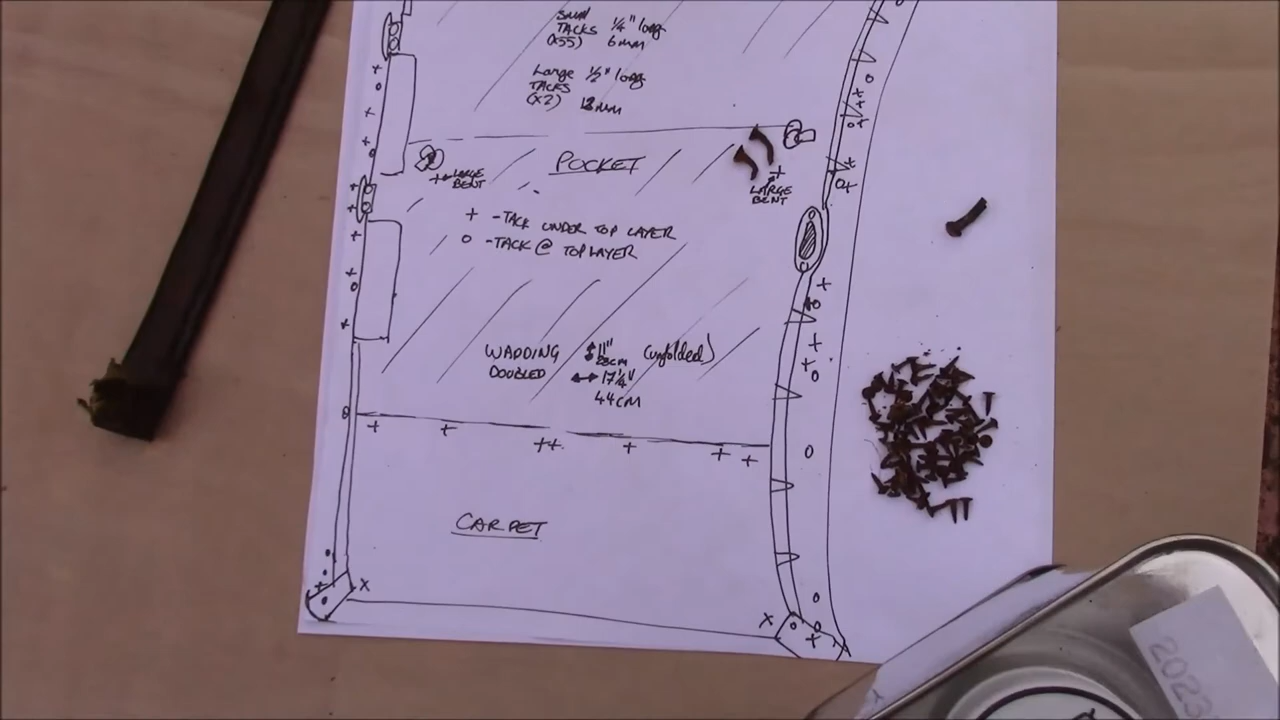 SMALL
TACKS 1/4" long
(x55) 6mm
Large 1/2" long
TACKS
(x2) 12mm
POCKET
+ LARGE
BENT
+
LARGE
BENT
+ - TACK UNDER TOP LAYER
o - TACK @ TOP LAYER
WADDING ↕ 11" (unfolded)
28cm
DOUBLED ↔ 17 1/4"
44CM
CARPET
2023